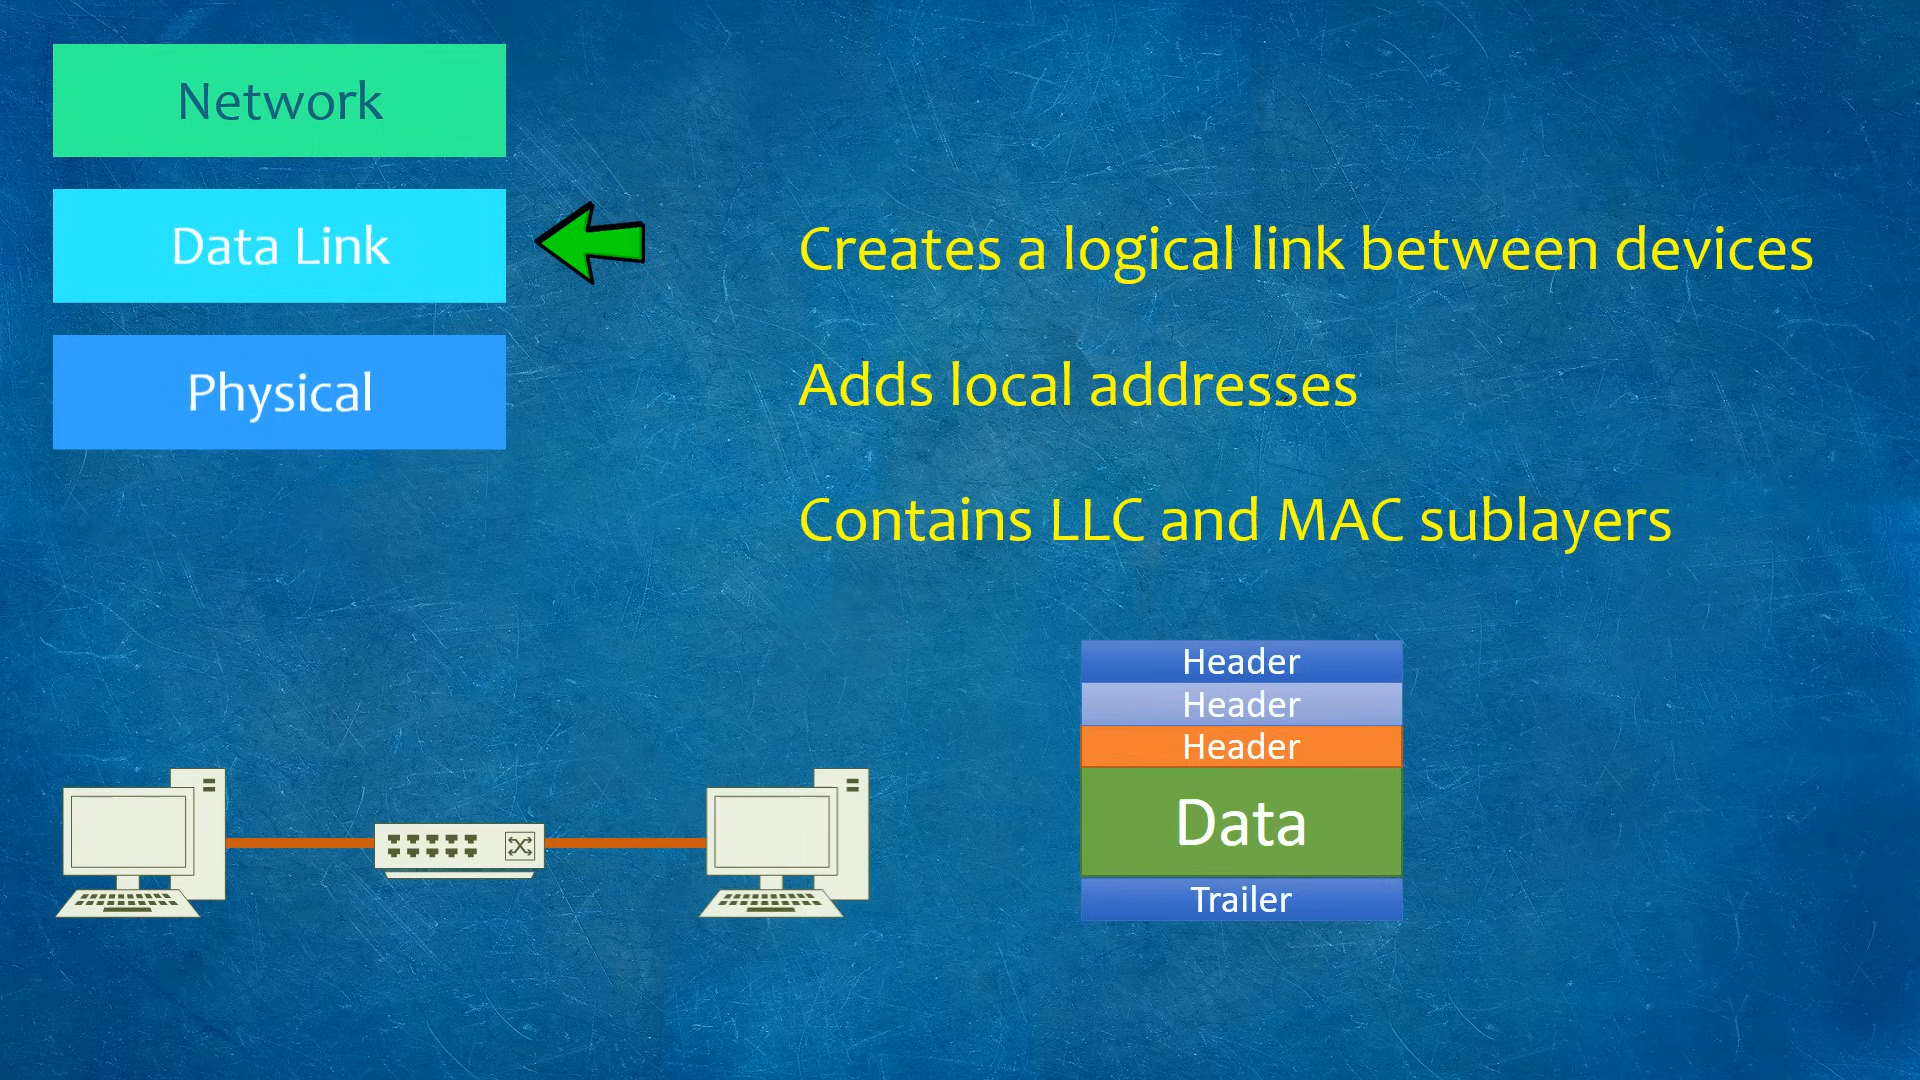 Network
Data Link
Physical
Creates a logical link between devices
Adds local addresses
Contains LLC and MAC sublayers
Header
Header
Header
Data
Trailer